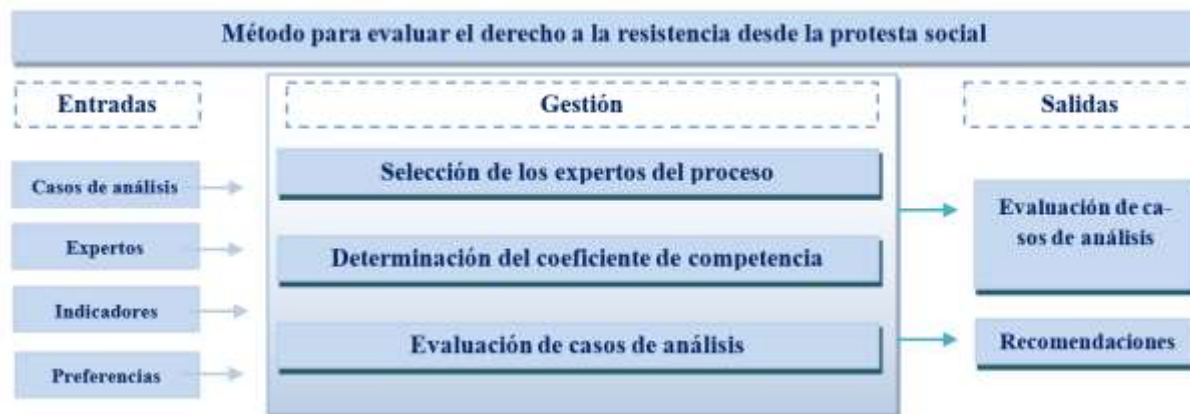 Método para evaluar el derecho a la resistencia desde la protesta social
Entradas
Casos de análisis
Expertos
Indicadores
Preferencias
Gestión
Selección de los expertos del proceso
Determinación del coeficiente de competencia
Evaluación de casos de análisis
Salidas
Evaluación de ca-
sos de análisis
Recomendaciones